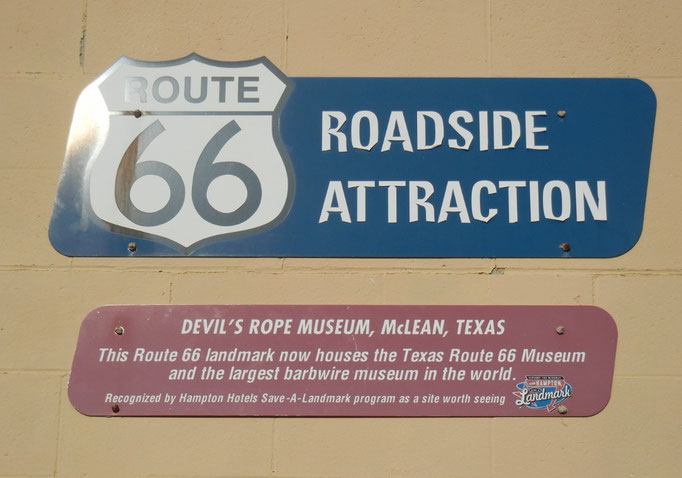 ROUTE
66
ROADSIDE
ATTRACTION
DEVIL'S ROPE MUSEUM, McLEAN, TEXAS
This Route 66 landmark now houses the Texas Route 66 Museum
and the largest barbwire museum in the world.
Recognized by Hampton Hotels Save-A-Landmark program as a site worth seeing
HAMPTON
Landmark